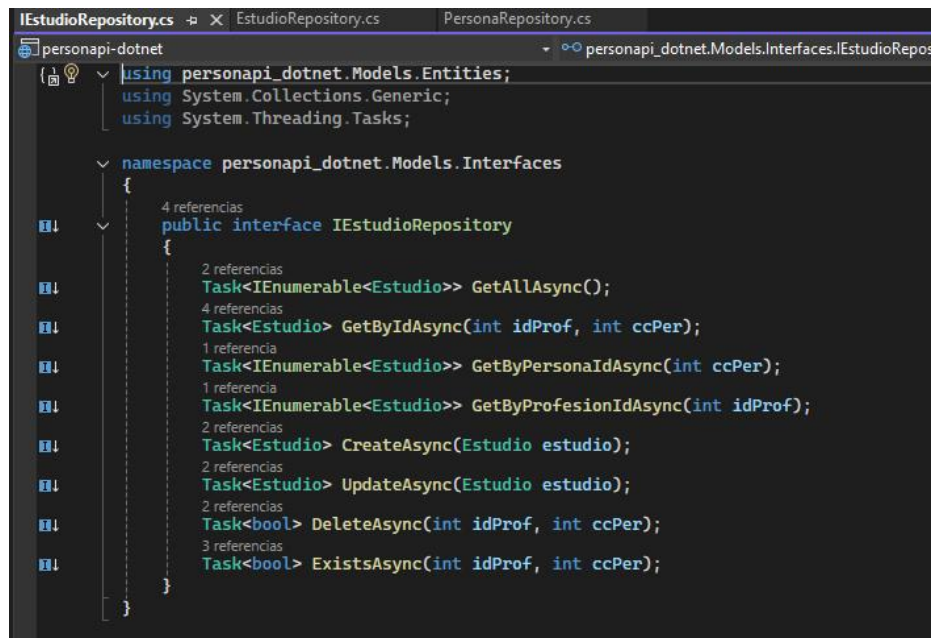 IEstudioRepository.cs EstudioRepository.cs PersonaRepository.cs
personapi-dotnet personapi_dotnet.Models.Interfaces.IEstudioRepos
using personapi_dotnet.Models.Entities;
using System.Collections.Generic;
using System.Threading.Tasks;
namespace personapi_dotnet.Models.Interfaces
{
4 referencias
public interface IEstudioRepository
{
2 referencias
Task<IEnumerable<Estudio>> GetAllAsync();
4 referencias
Task<Estudio> GetByIdAsync(int idProf, int ccPer);
1 referencia
Task<IEnumerable<Estudio>> GetByPersonaIdAsync(int ccPer);
1 referencia
Task<IEnumerable<Estudio>> GetByProfesionIdAsync(int idProf);
2 referencias
Task<Estudio> CreateAsync(Estudio estudio);
2 referencias
Task<Estudio> UpdateAsync(Estudio estudio);
2 referencias
Task<bool> DeleteAsync(int idProf, int ccPer);
3 referencias
Task<bool> ExistsAsync(int idProf, int ccPer);
}
}